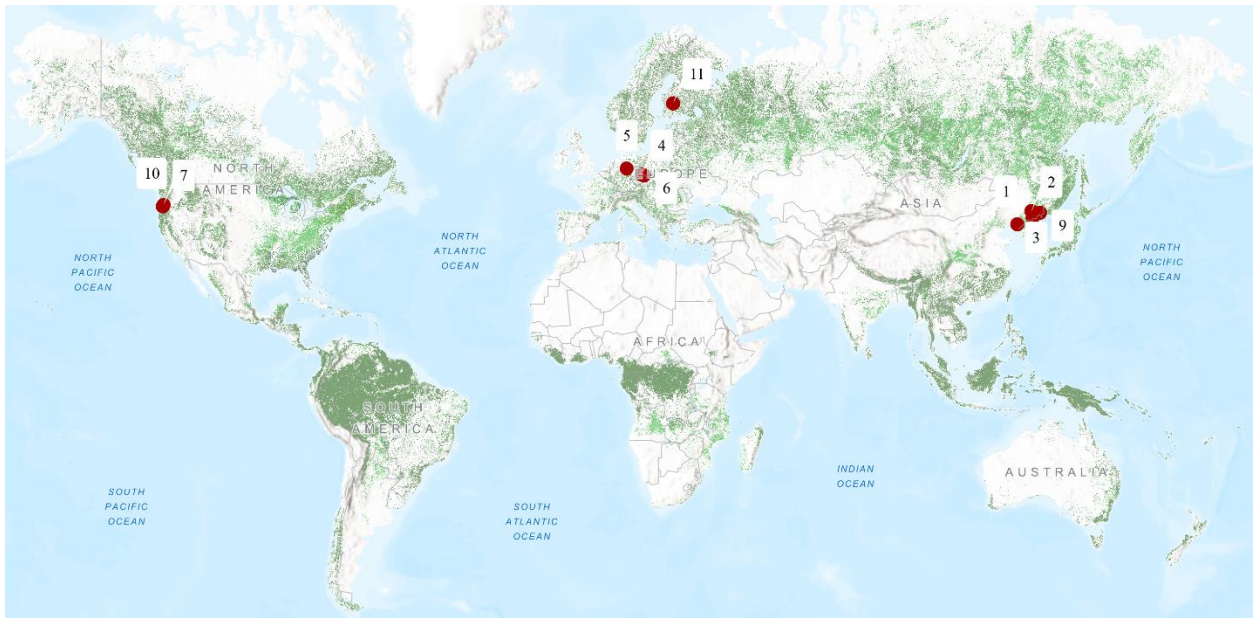 11
5
4
EUROPE
6
10
7
NORTH
AMERICA
1
2
ASIA
3
9
NORTH
ATLANTIC
OCEAN
NORTH
PACIFIC
OCEAN
NORTH
PACIFIC
OCEAN
AFRICA
SOUTH
AMERICA
INDIAN
OCEAN
AUSTRALIA
SOUTH
PACIFIC
OCEAN
SOUTH
ATLANTIC
OCEAN